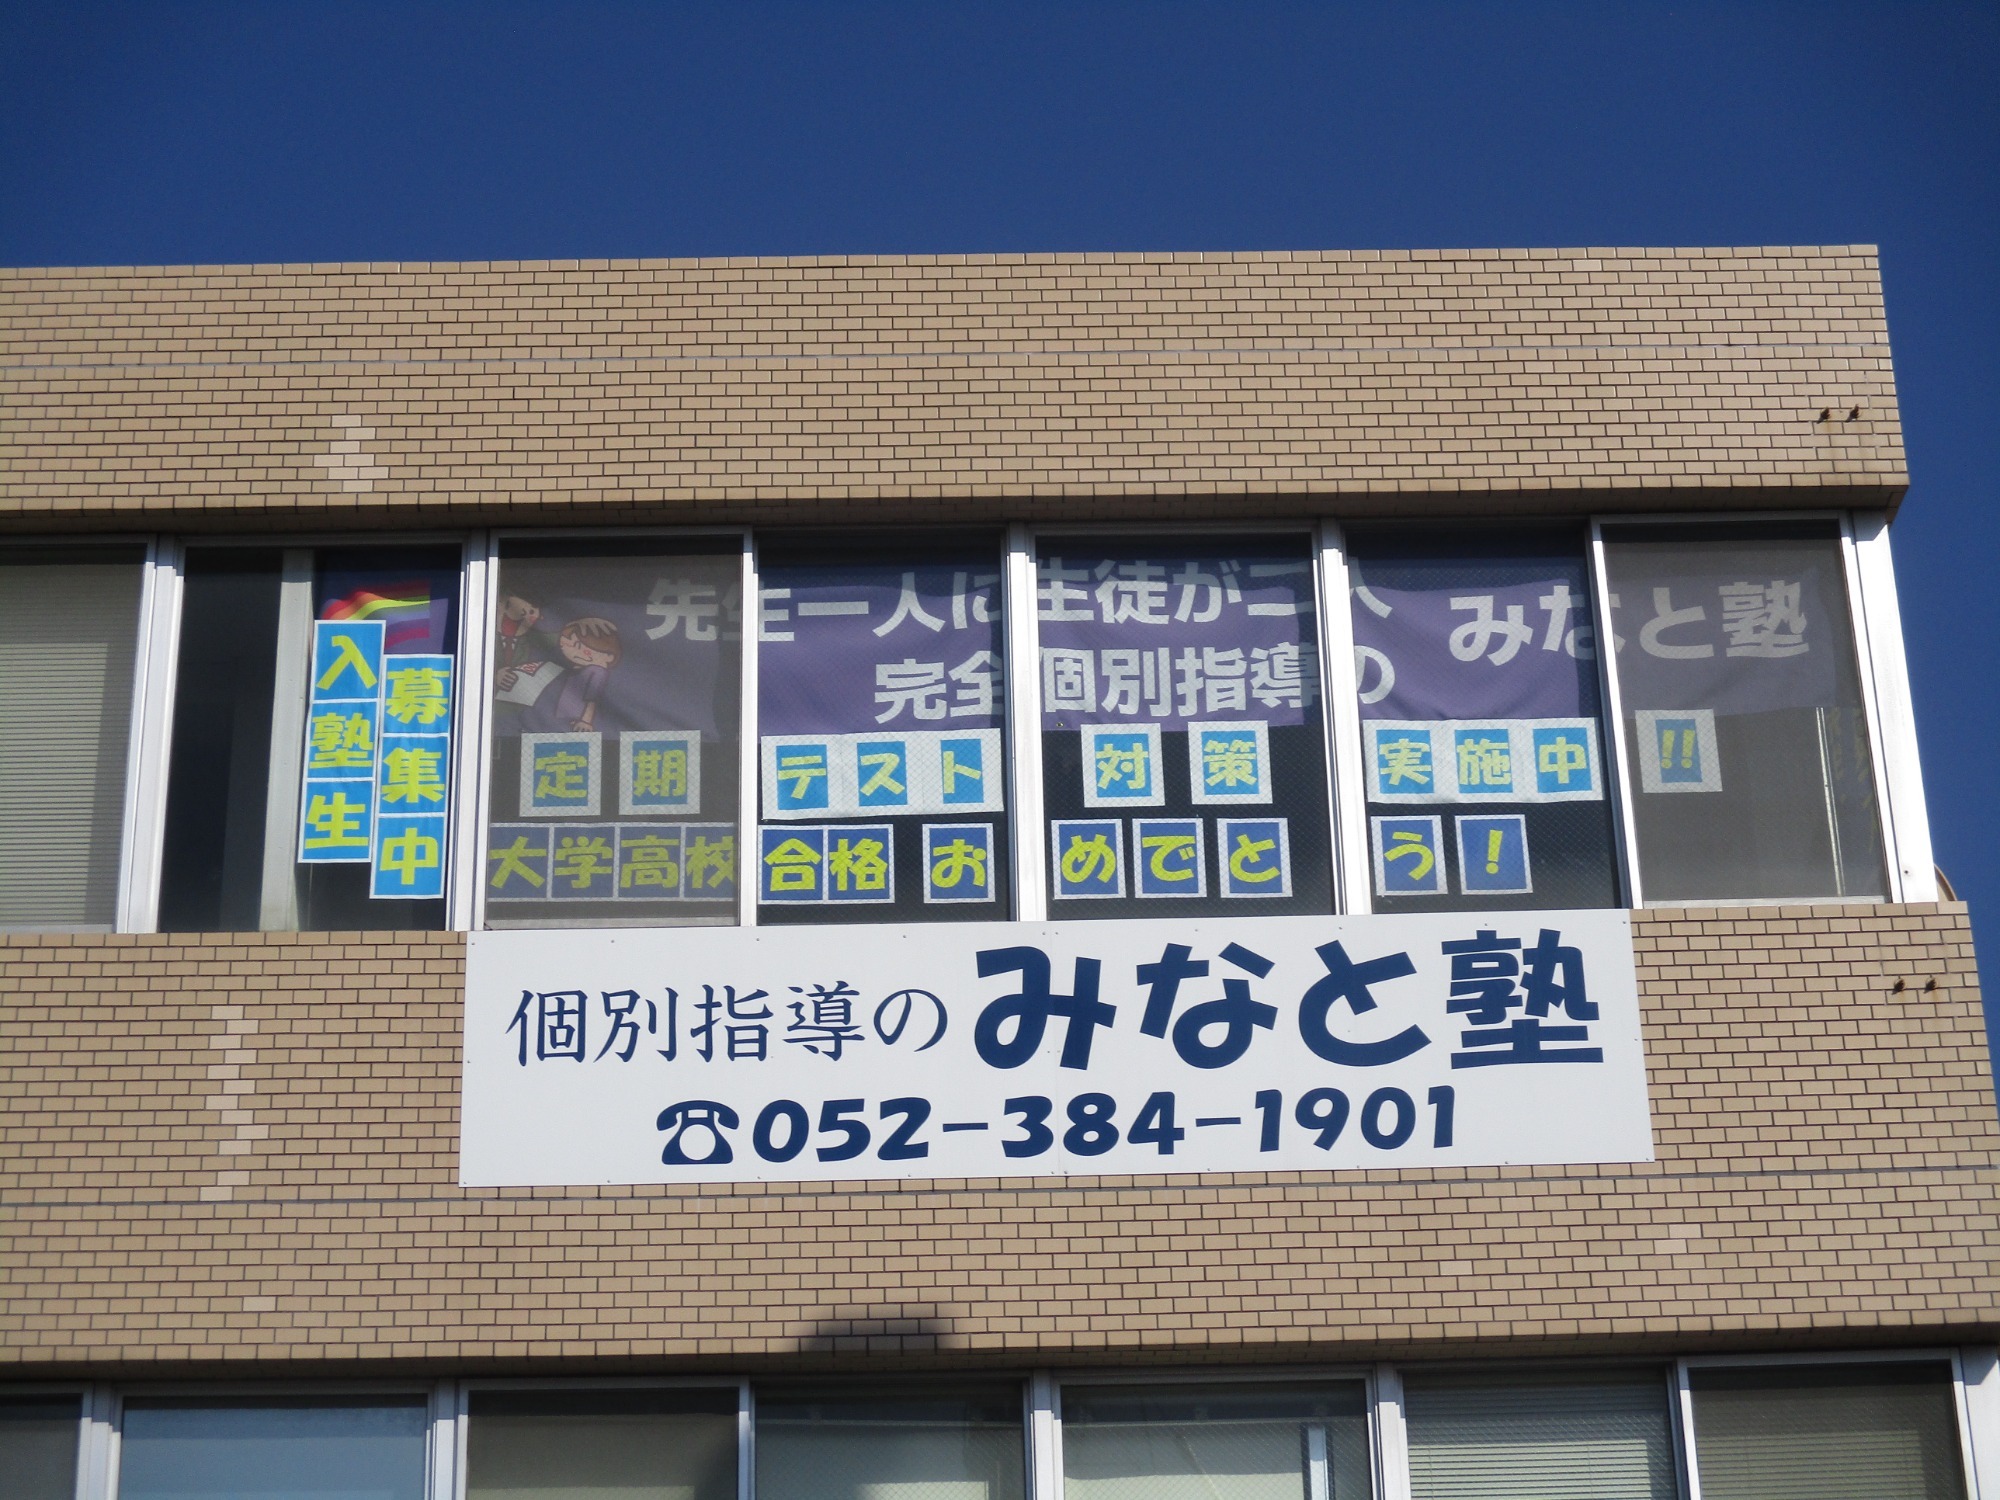 入塾生
募集中
先生一人に生徒が二人
完全個別指導の
みなと塾
定期テスト対策実施中!!
大学高校合格おめでとう!
個別指導のみなと塾
☎052-384-1901